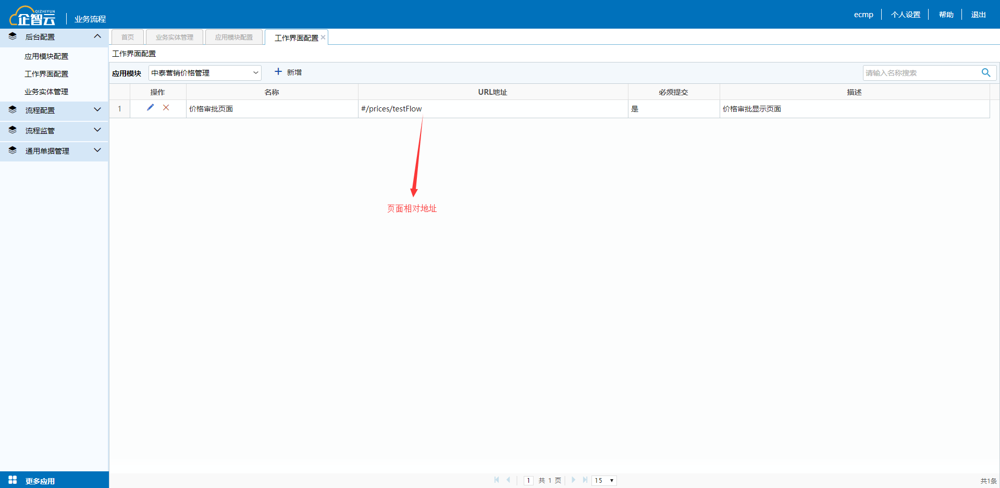 QIZHIYUN
企智云 业务流程 ecmp 个人设置 帮助 退出
后台配置
应用模块配置
工作界面配置
业务实体管理
流程配置
流程监管
通用单据管理
更多应用
首页 业务实体管理 应用模块配置 工作界面配置
工作界面配置
应用模块 中泰营销价格管理 新增 请输入名称搜索
操作 名称 URL地址 必须提交 描述
1 价格审批页面 #/prices/testFlow 是 价格审批显示页面
页面相对地址
1 共 1 页 15 共1条